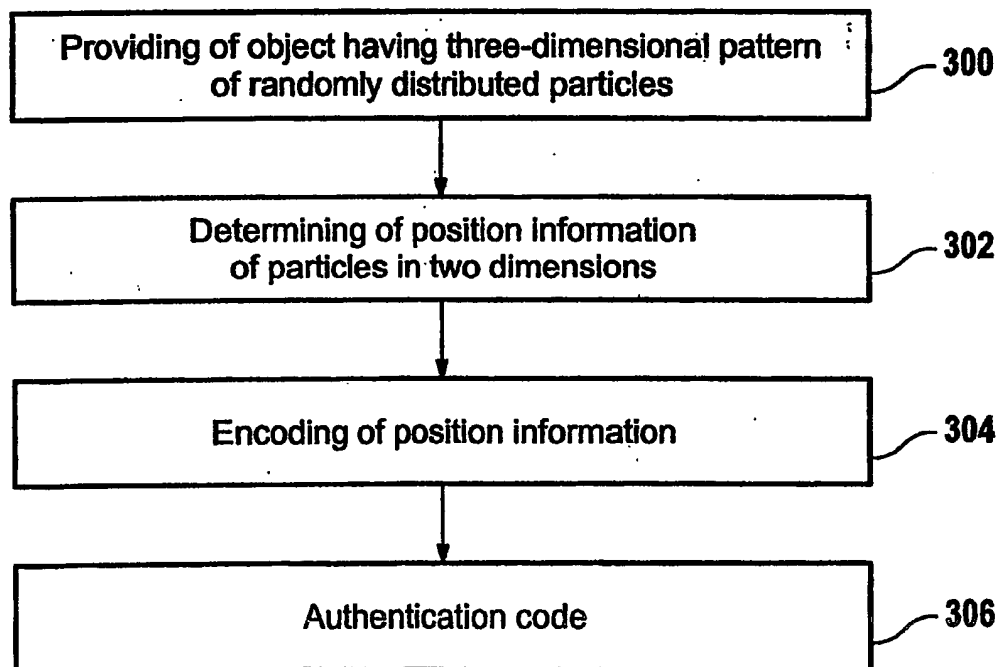 Providing of object having three-dimensional pattern
of randomly distributed particles
300
Determining of position information
of particles in two dimensions
302
Encoding of position information
304
Authentication code
306